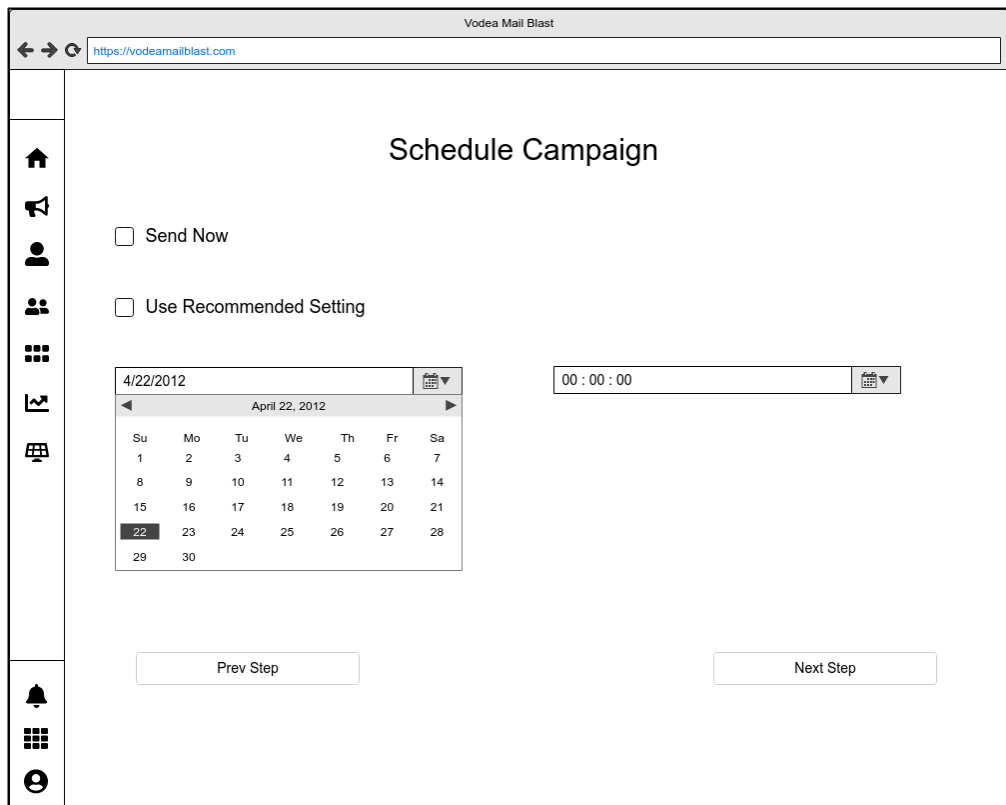 Vodea Mail Blast
https://vodeamailblast.com
Schedule Campaign
Send Now
Use Recommended Setting
4/22/2012
00 : 00 : 00
April 22, 2012
Su Mo Tu We Th Fr Sa
1 2 3 4 5 6 7
8 9 10 11 12 13 14
15 16 17 18 19 20 21
22 23 24 25 26 27 28
29 30
Prev Step
Next Step